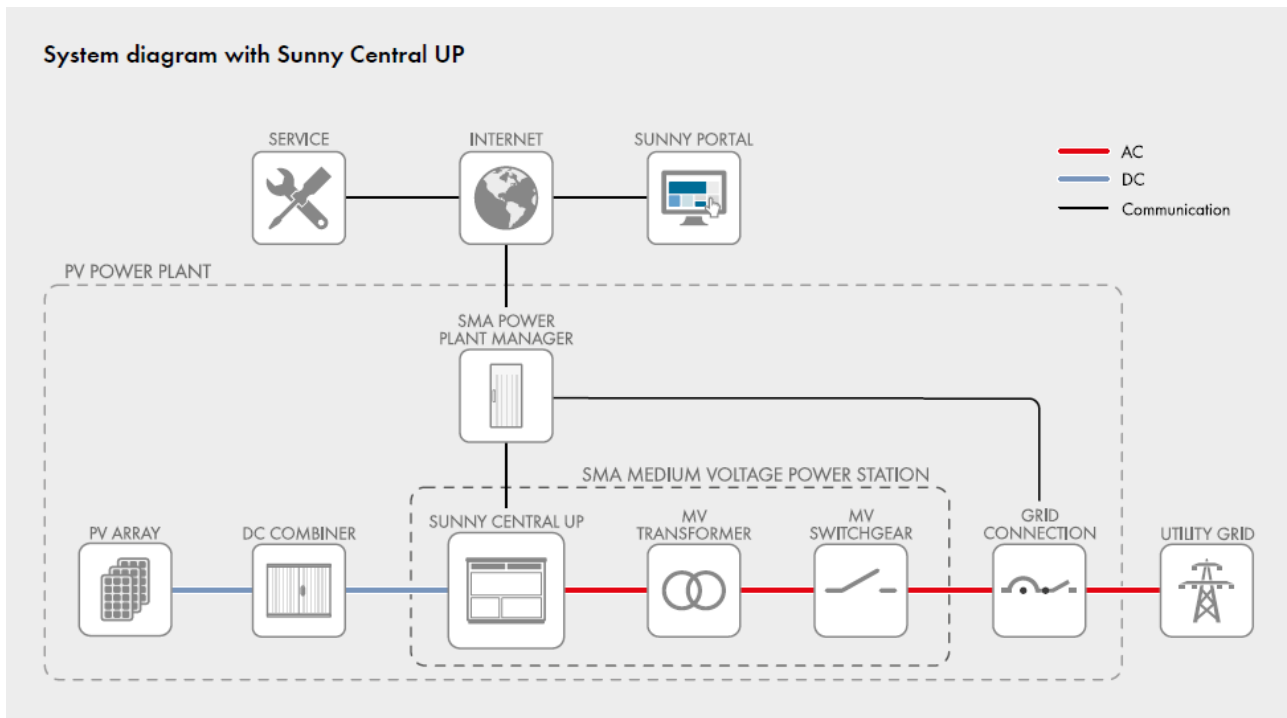 System diagram with Sunny Central UP
SERVICE
INTERNET
SUNNY PORTAL
AC
DC
Communication
PV POWER PLANT
SMA POWER
PLANT MANAGER
SMA MEDIUM VOLTAGE POWER STATION
PV ARRAY
DC COMBINER
SUNNY CENTRAL UP
MV
TRANSFORMER
MV
SWITCHGEAR
GRID
CONNECTION
UTILITY GRID